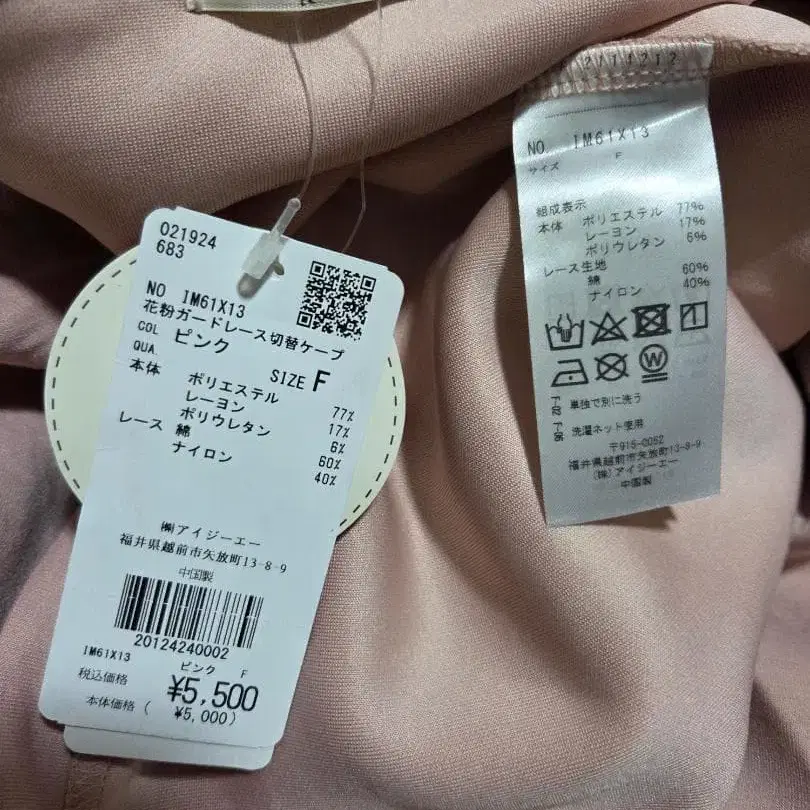 021924
683
NO IM61X13
花粉ガードレース切替ケープ
COL ピンク
QUA. SIZE F
本体 ポリエステル 77%
レーヨン 17%
ポリウレタン 6%
レース 綿 60%
ナイロン 40%
㈱アイジーエー
福井県越前市矢放町13-8-9
中国製
20124240002
IM61X13 ピンク F
税込価格 ¥5,500
本体価格 ( ¥5,000)
NO. IM61X13
サイズ F
組成表示
本体 ポリエステル 77%
レーヨン 17%
ポリウレタン 6%
レース生地
綿 60%
ナイロン 40%
W
単独で別に洗う
洗濯ネット使用
〒915-0052
福井県越前市矢放町13-8-9
(株)アイジーエー
中国製